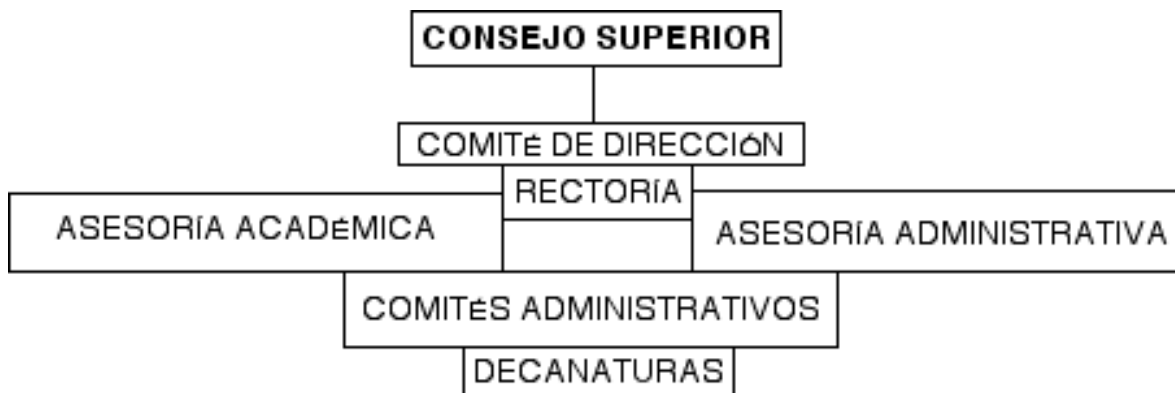 CONSEJO SUPERIOR
COMITÉ DE DIRECCIÓN
RECTORÍA
ASESORÍA ACADÉMICA
ASESORÍA ADMINISTRATIVA
COMITÉS ADMINISTRATIVOS
DECANATURAS